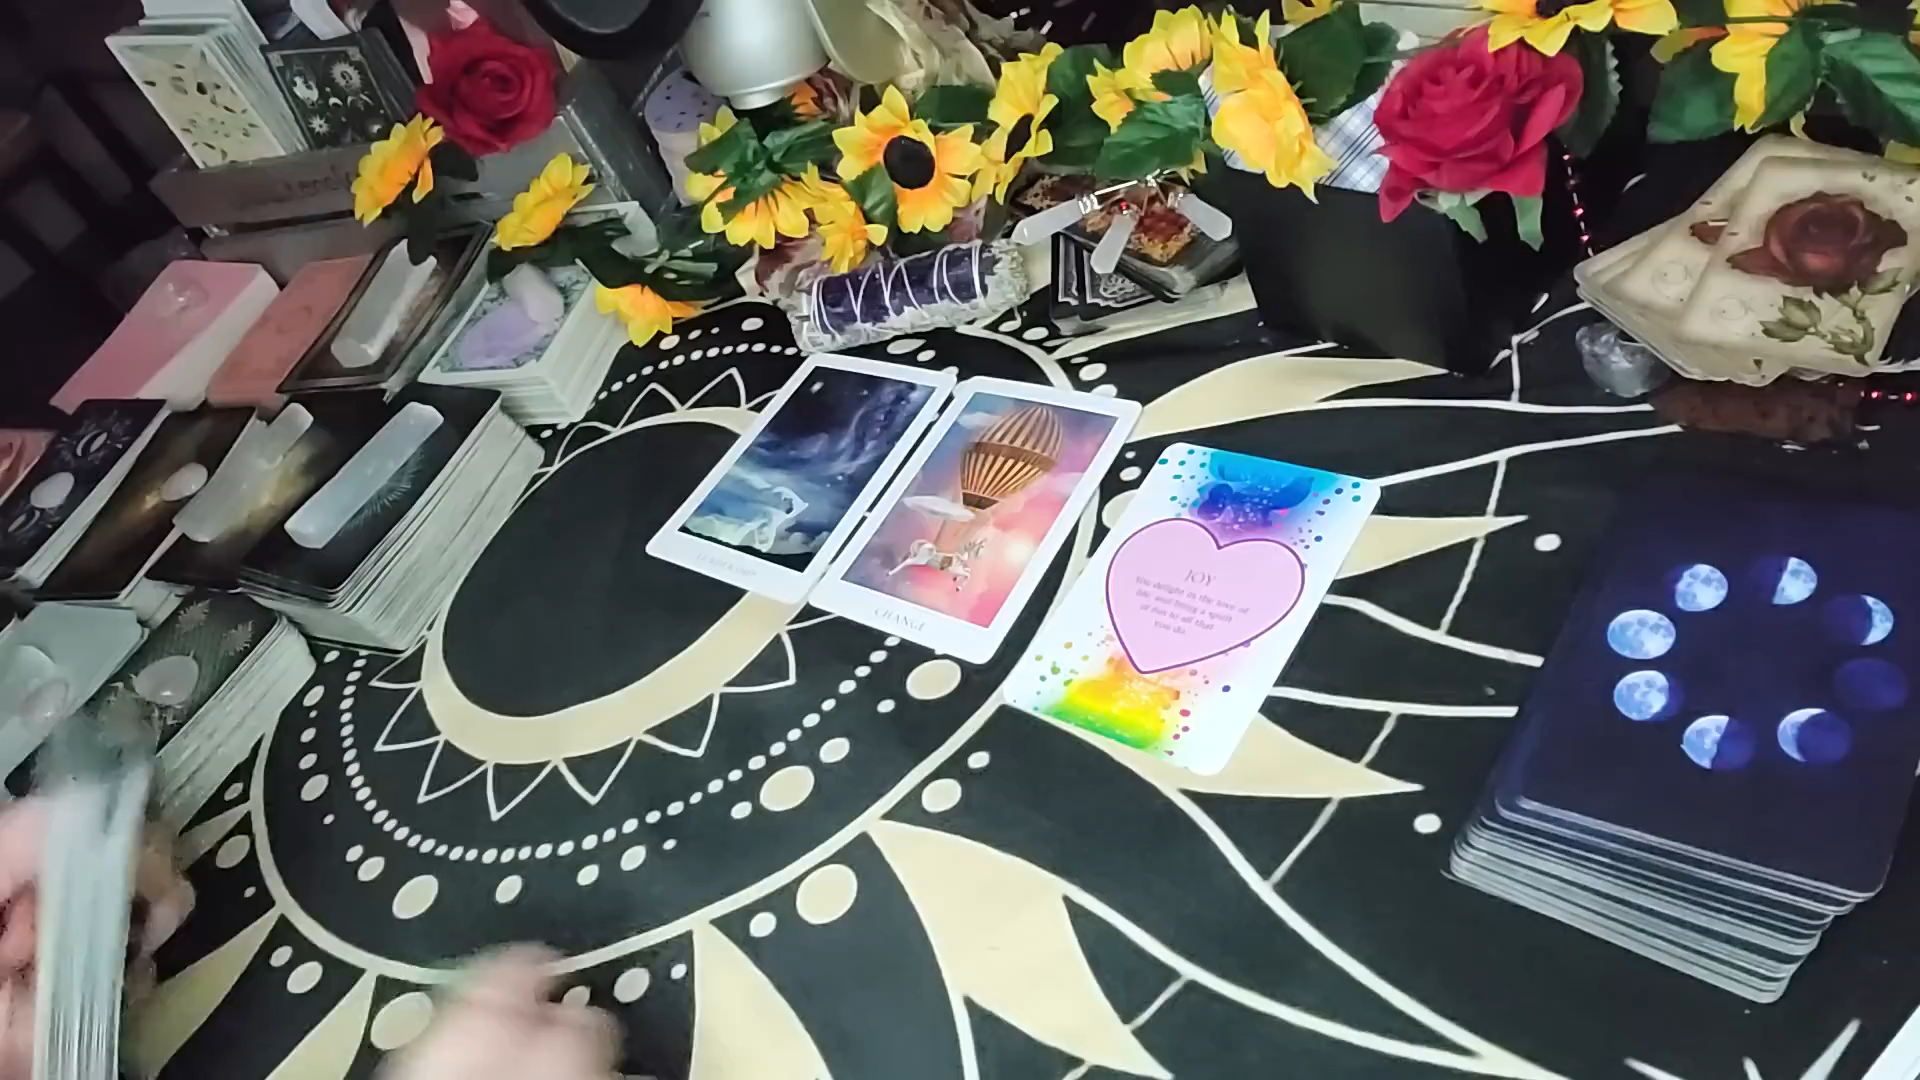 LEADERSHIP
CHANGE
JOY
You delight in the love of
life and bring a spirit
of fun to all that
you do.